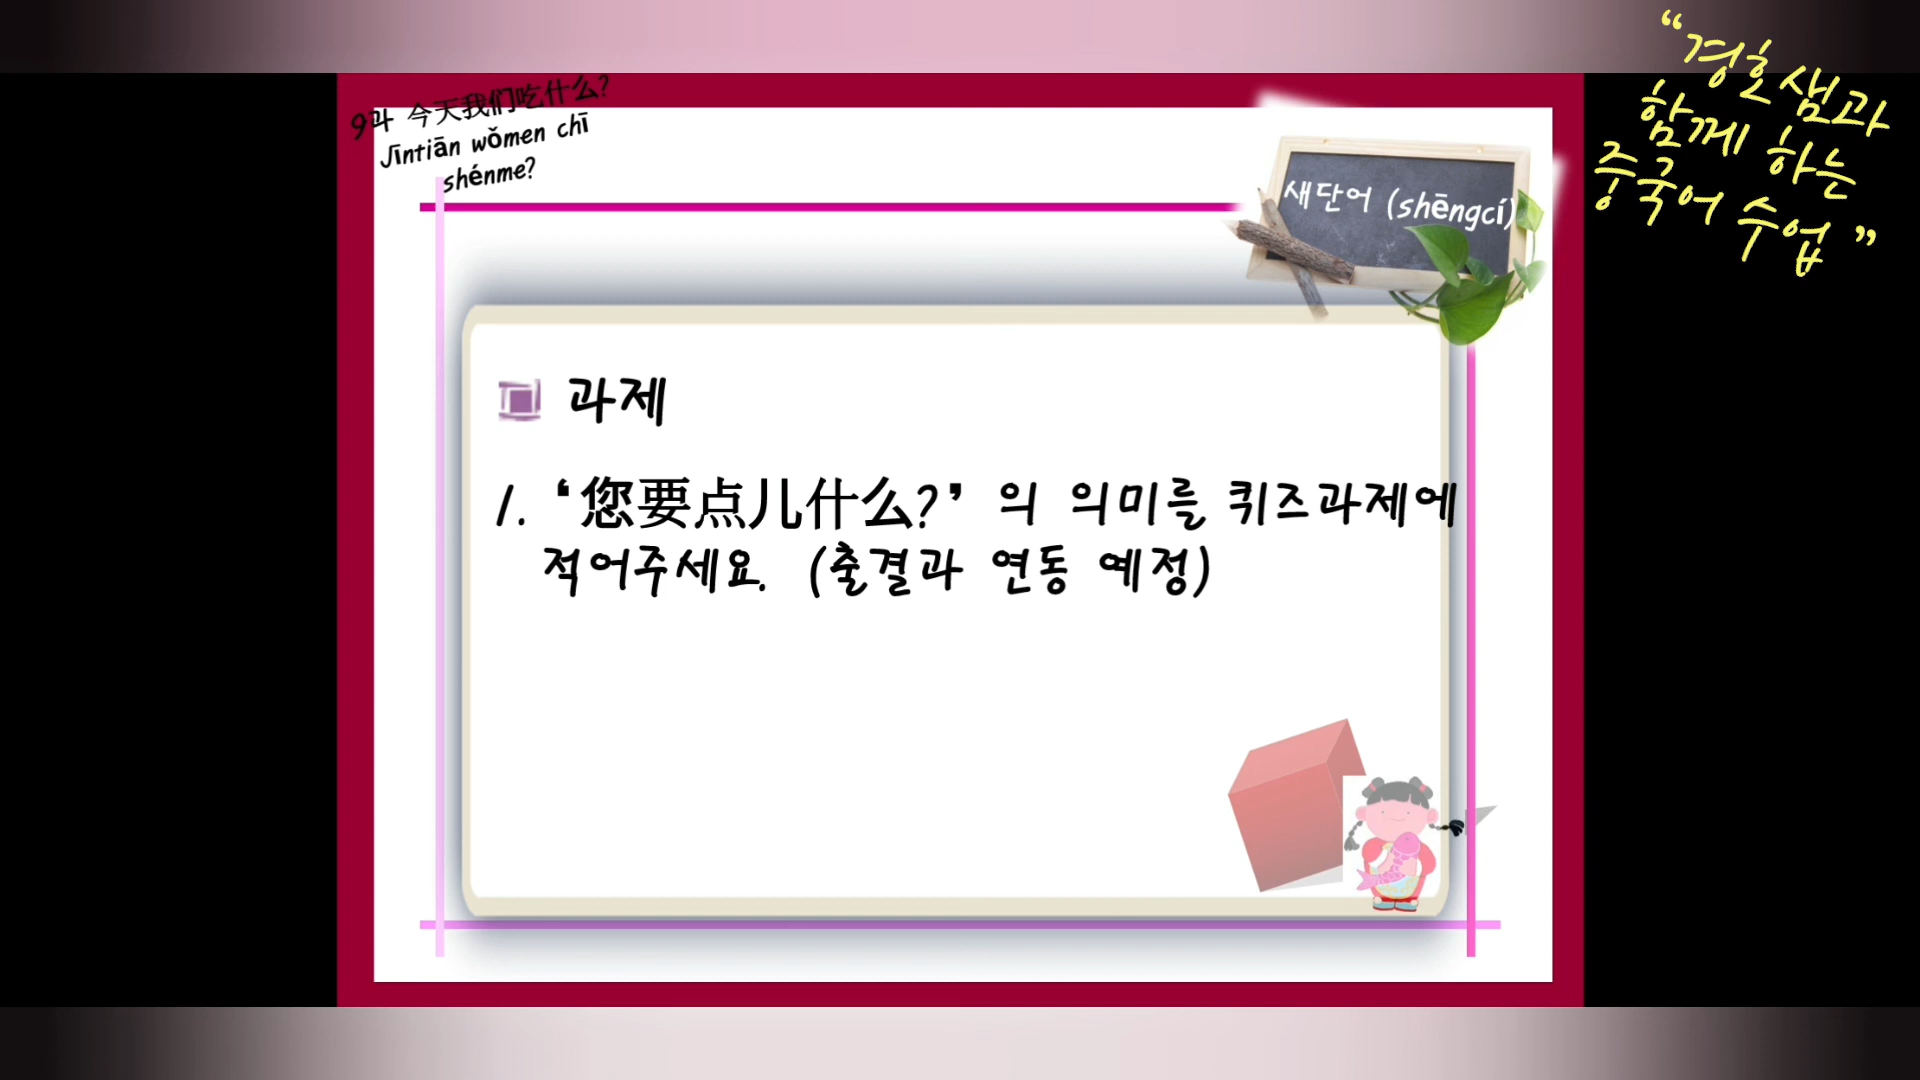 9과 今天我们吃什么?
Jīntiān wǒmen chī
shénme?
새단어 (shēngcí)
“경호샘과
함께 하는
중국어 수업”
과제
1. ‘您要点儿什么?’의 의미를 퀴즈과제에
적어주세요. (출결과 연동 예정)